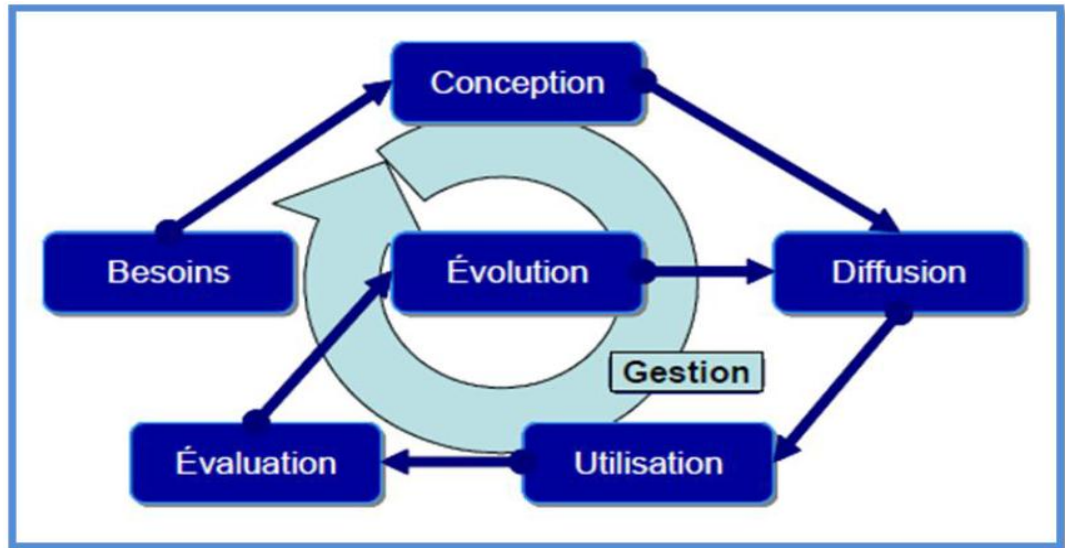 Conception
Besoins
Évolution
Diffusion
Gestion
Évaluation
Utilisation